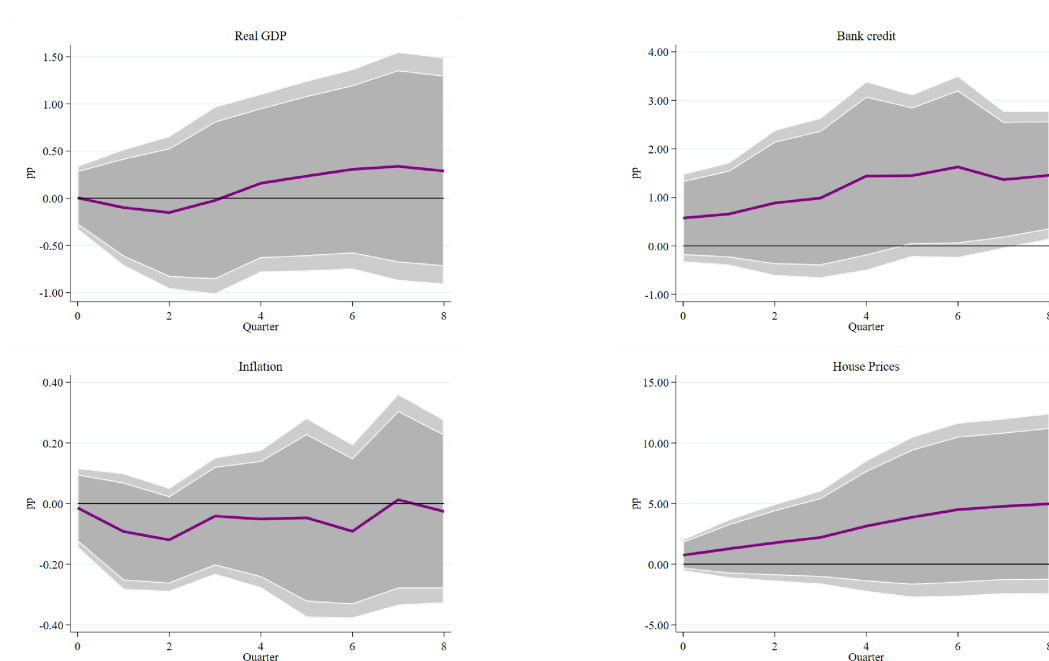 Real GDP
1.50
1.00
0.50
0.00
-0.50
-1.00
pp
0 2 4 6 8
Quarter
Bank credit
4.00
3.00
2.00
1.00
0.00
-1.00
pp
0 2 4 6 8
Quarter
Inflation
0.40
0.20
0.00
-0.20
-0.40
pp
0 2 4 6 8
Quarter
House Prices
15.00
10.00
5.00
0.00
-5.00
pp
0 2 4 6 8
Quarter